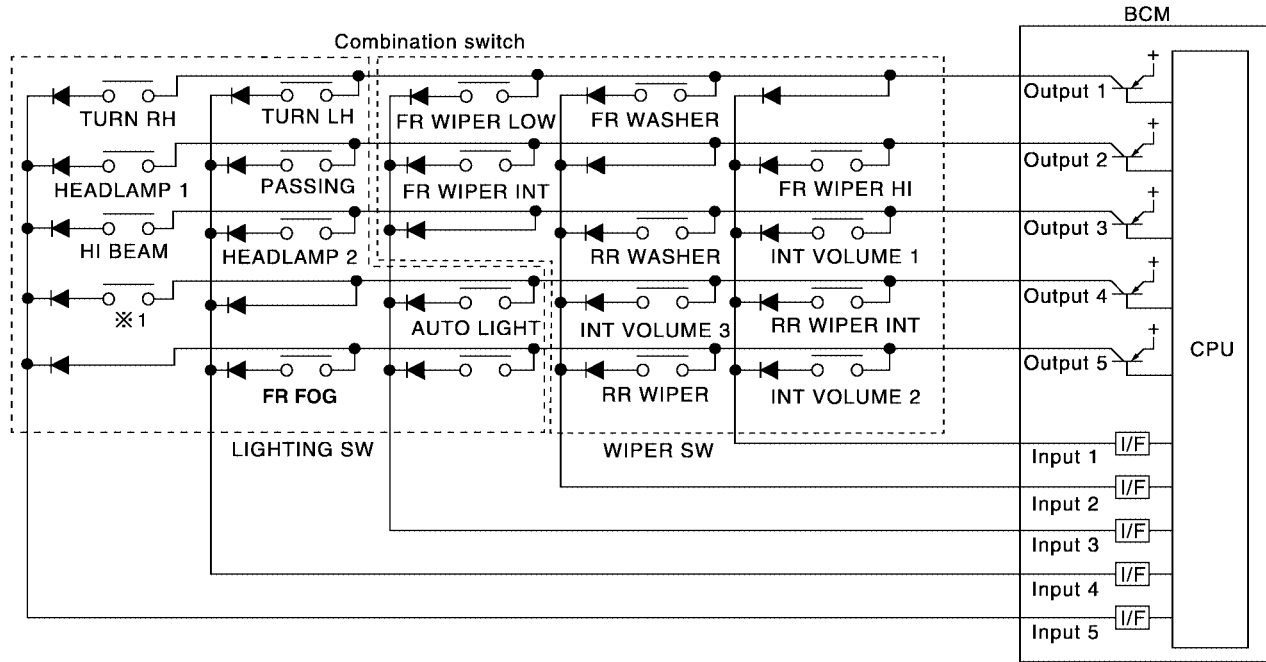 BCM
Combination switch
TURN RH
TURN LH
FR WIPER LOW
FR WASHER
Output 1
+
HEADLAMP 1
PASSING
FR WIPER INT
FR WIPER HI
Output 2
+
HI BEAM
HEADLAMP 2
RR WASHER
INT VOLUME 1
Output 3
+
※1
AUTO LIGHT
INT VOLUME 3
RR WIPER INT
Output 4
+
FR FOG
RR WIPER
INT VOLUME 2
Output 5
+
CPU
LIGHTING SW
WIPER SW
Input 1
I/F
Input 2
I/F
Input 3
I/F
Input 4
I/F
Input 5
I/F